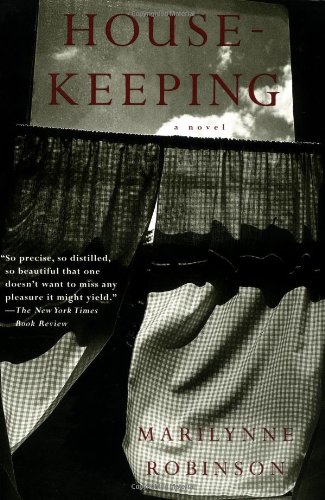 HOUSE-
KEEPING
a novel
“So precise, so distilled,
so beautiful that one
doesn't want to miss any
pleasure it might yield.”
—The New York Times
Book Review
MARILYNNE
ROBINSON